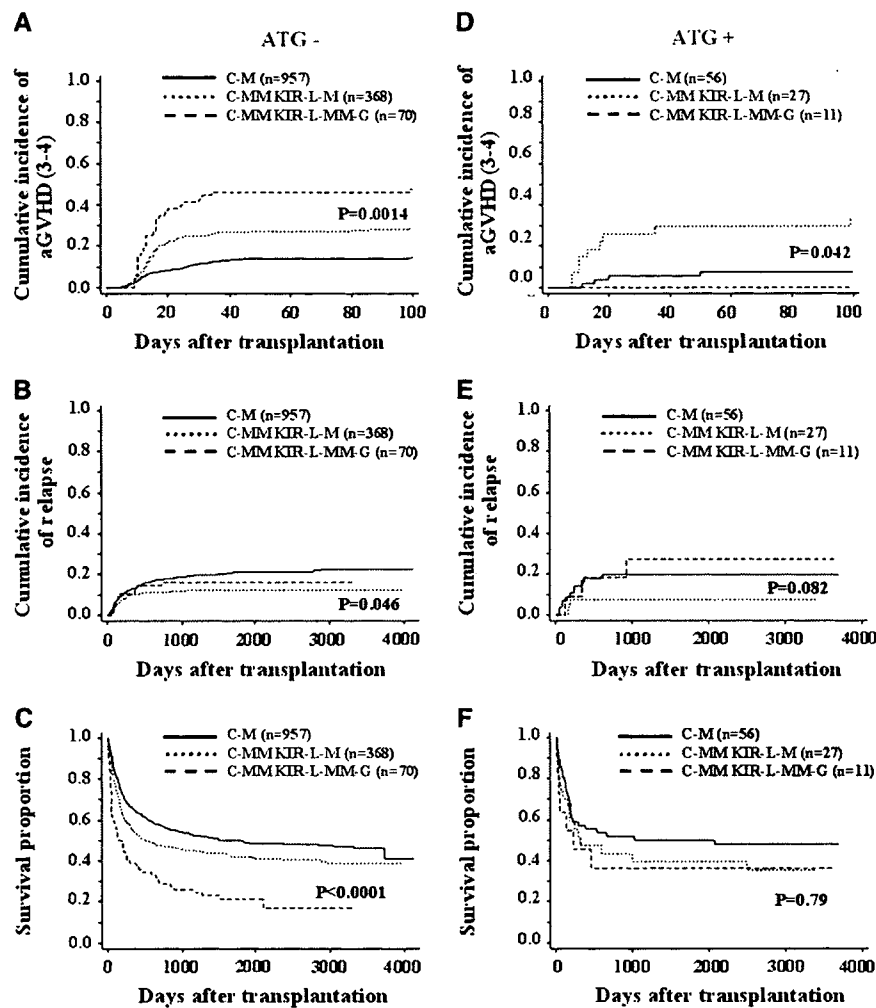 A
ATG -
C-M (n=957)
C-MM KIR-L-M (n=368)
C-MM KIR-L-MM-G (n=70)
Cumulative incidence of
aGVHD (3-4)
1.0
0.8
0.6
0.4
0.2
0.0
P=0.0014
0
20
40
60
80
100
Days after transplantation
D
ATG +
C-M (n=56)
C-MM KIR-L-M (n=27)
C-MM KIR-L-MM-G (n=11)
Cumulative incidence of
aGVHD (3-4)
1.0
0.8
0.6
0.4
0.2
0.0
P=0.042
0
20
40
60
80
100
Days after transplantation
B
C-M (n=957)
C-MM KIR-L-M (n=368)
C-MM KIR-L-MM-G (n=70)
Cumulative incidence
of relapse
1.0
0.8
0.6
0.4
0.2
0.0
P=0.046
0
1000
2000
3000
4000
Days after transplantation
E
C-M (n=56)
C-MM KIR-L-M (n=27)
C-MM KIR-L-MM-G (n=11)
Cumulative incidence
of relapse
1.0
0.8
0.6
0.4
0.2
0.0
P=0.082
0
1000
2000
3000
4000
Days after transplantation
C
C-M (n=957)
C-MM KIR-L-M (n=368)
C-MM KIR-L-MM-G (n=70)
Survival proportion
1.0
0.8
0.6
0.4
0.2
0.0
P<0.0001
0
1000
2000
3000
4000
Days after transplantation
F
C-M (n=56)
C-MM KIR-L-M (n=27)
C-MM KIR-L-MM-G (n=11)
Survival proportion
1.0
0.8
0.6
0.4
0.2
0.0
P=0.79
0
1000
2000
3000
4000
Days after transplantation